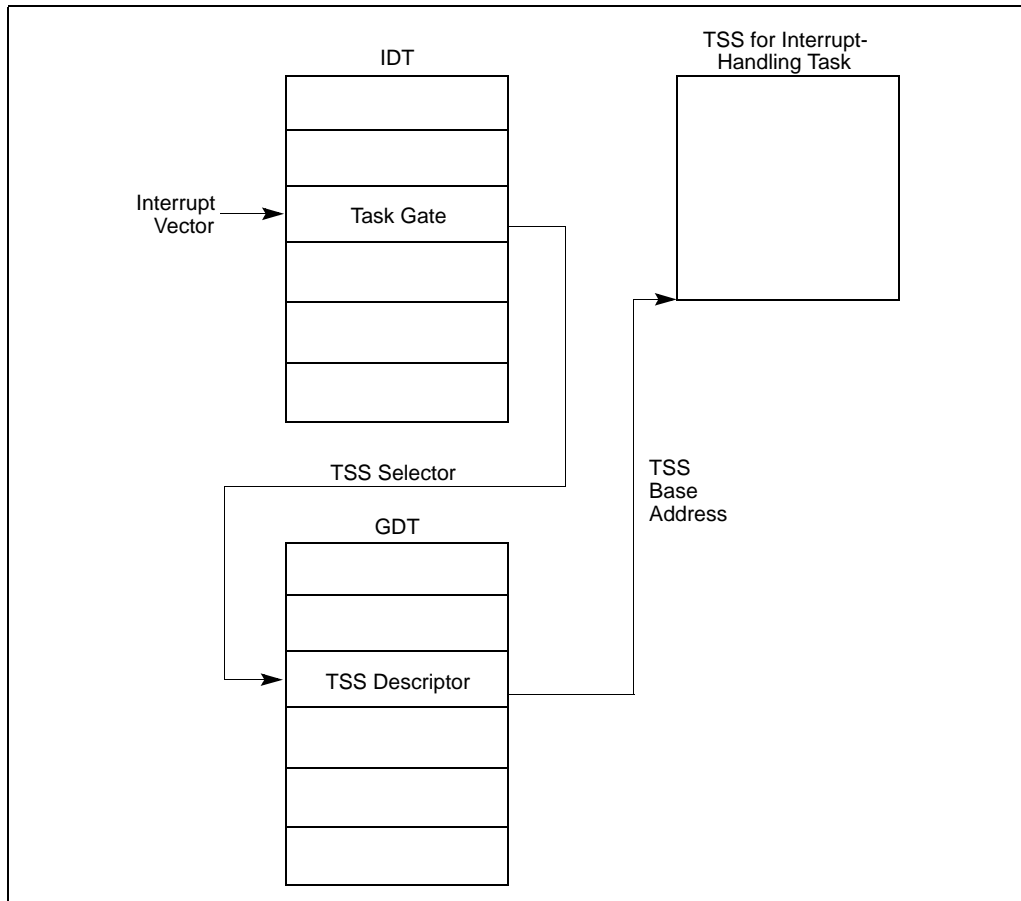 TSS for Interrupt-
Handling Task
IDT
Interrupt
Vector
Task Gate
TSS Selector
TSS
Base
Address
GDT
TSS Descriptor